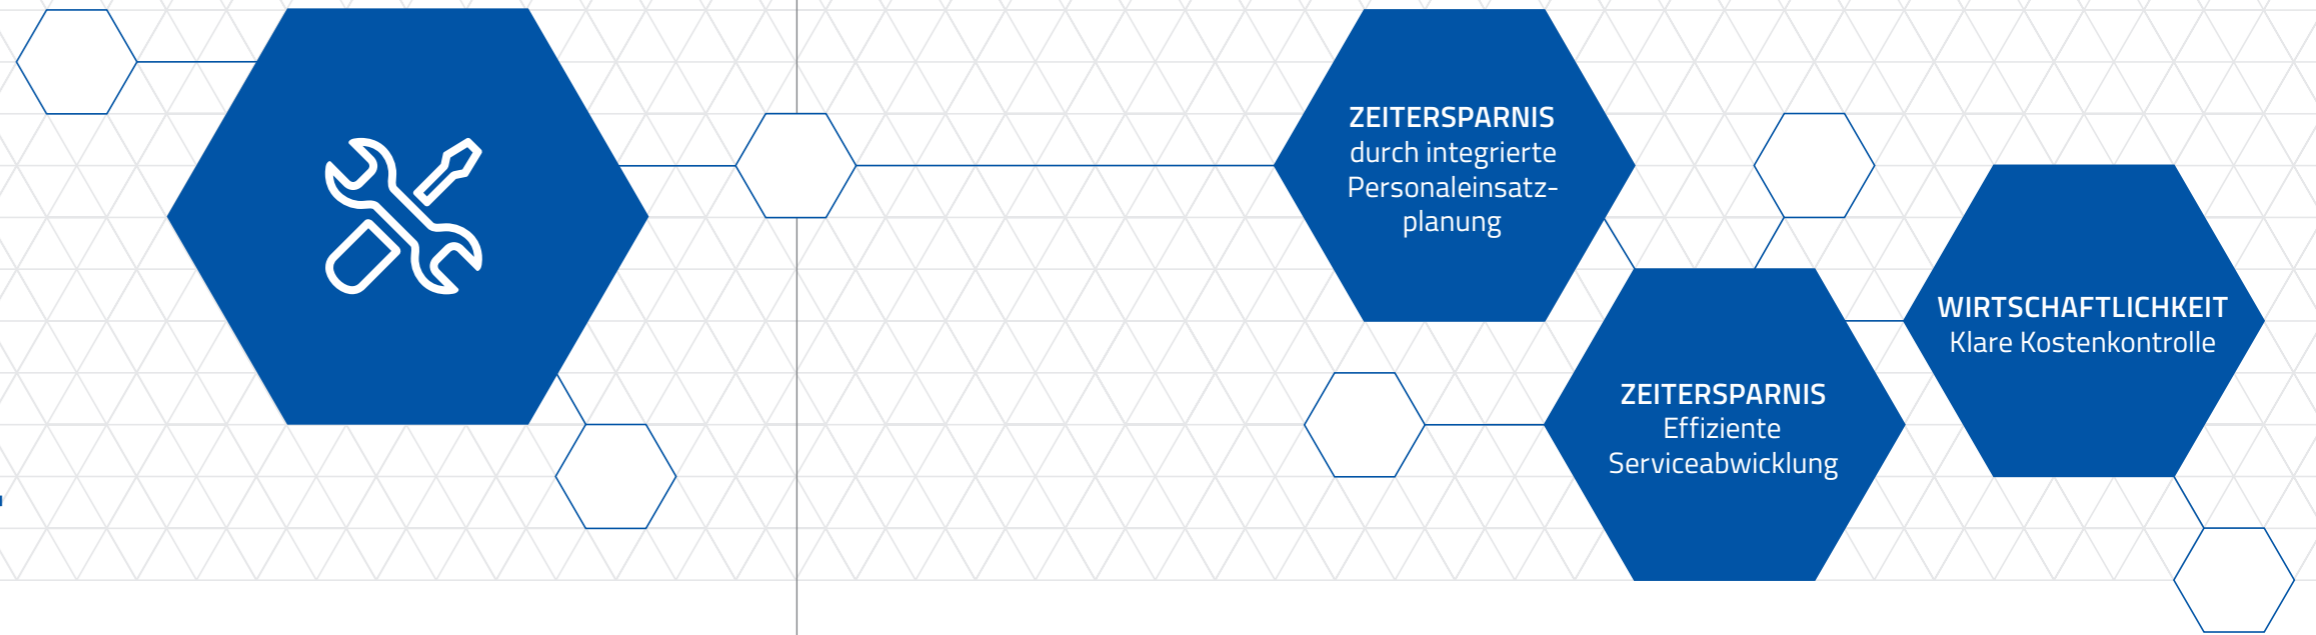 ZEITERSPARNIS
durch integrierte
Personaleinsatz-
planung
ZEITERSPARNIS
Effiziente
Serviceabwicklung
WIRTSCHAFTLICHKEIT
Klare Kostenkontrolle